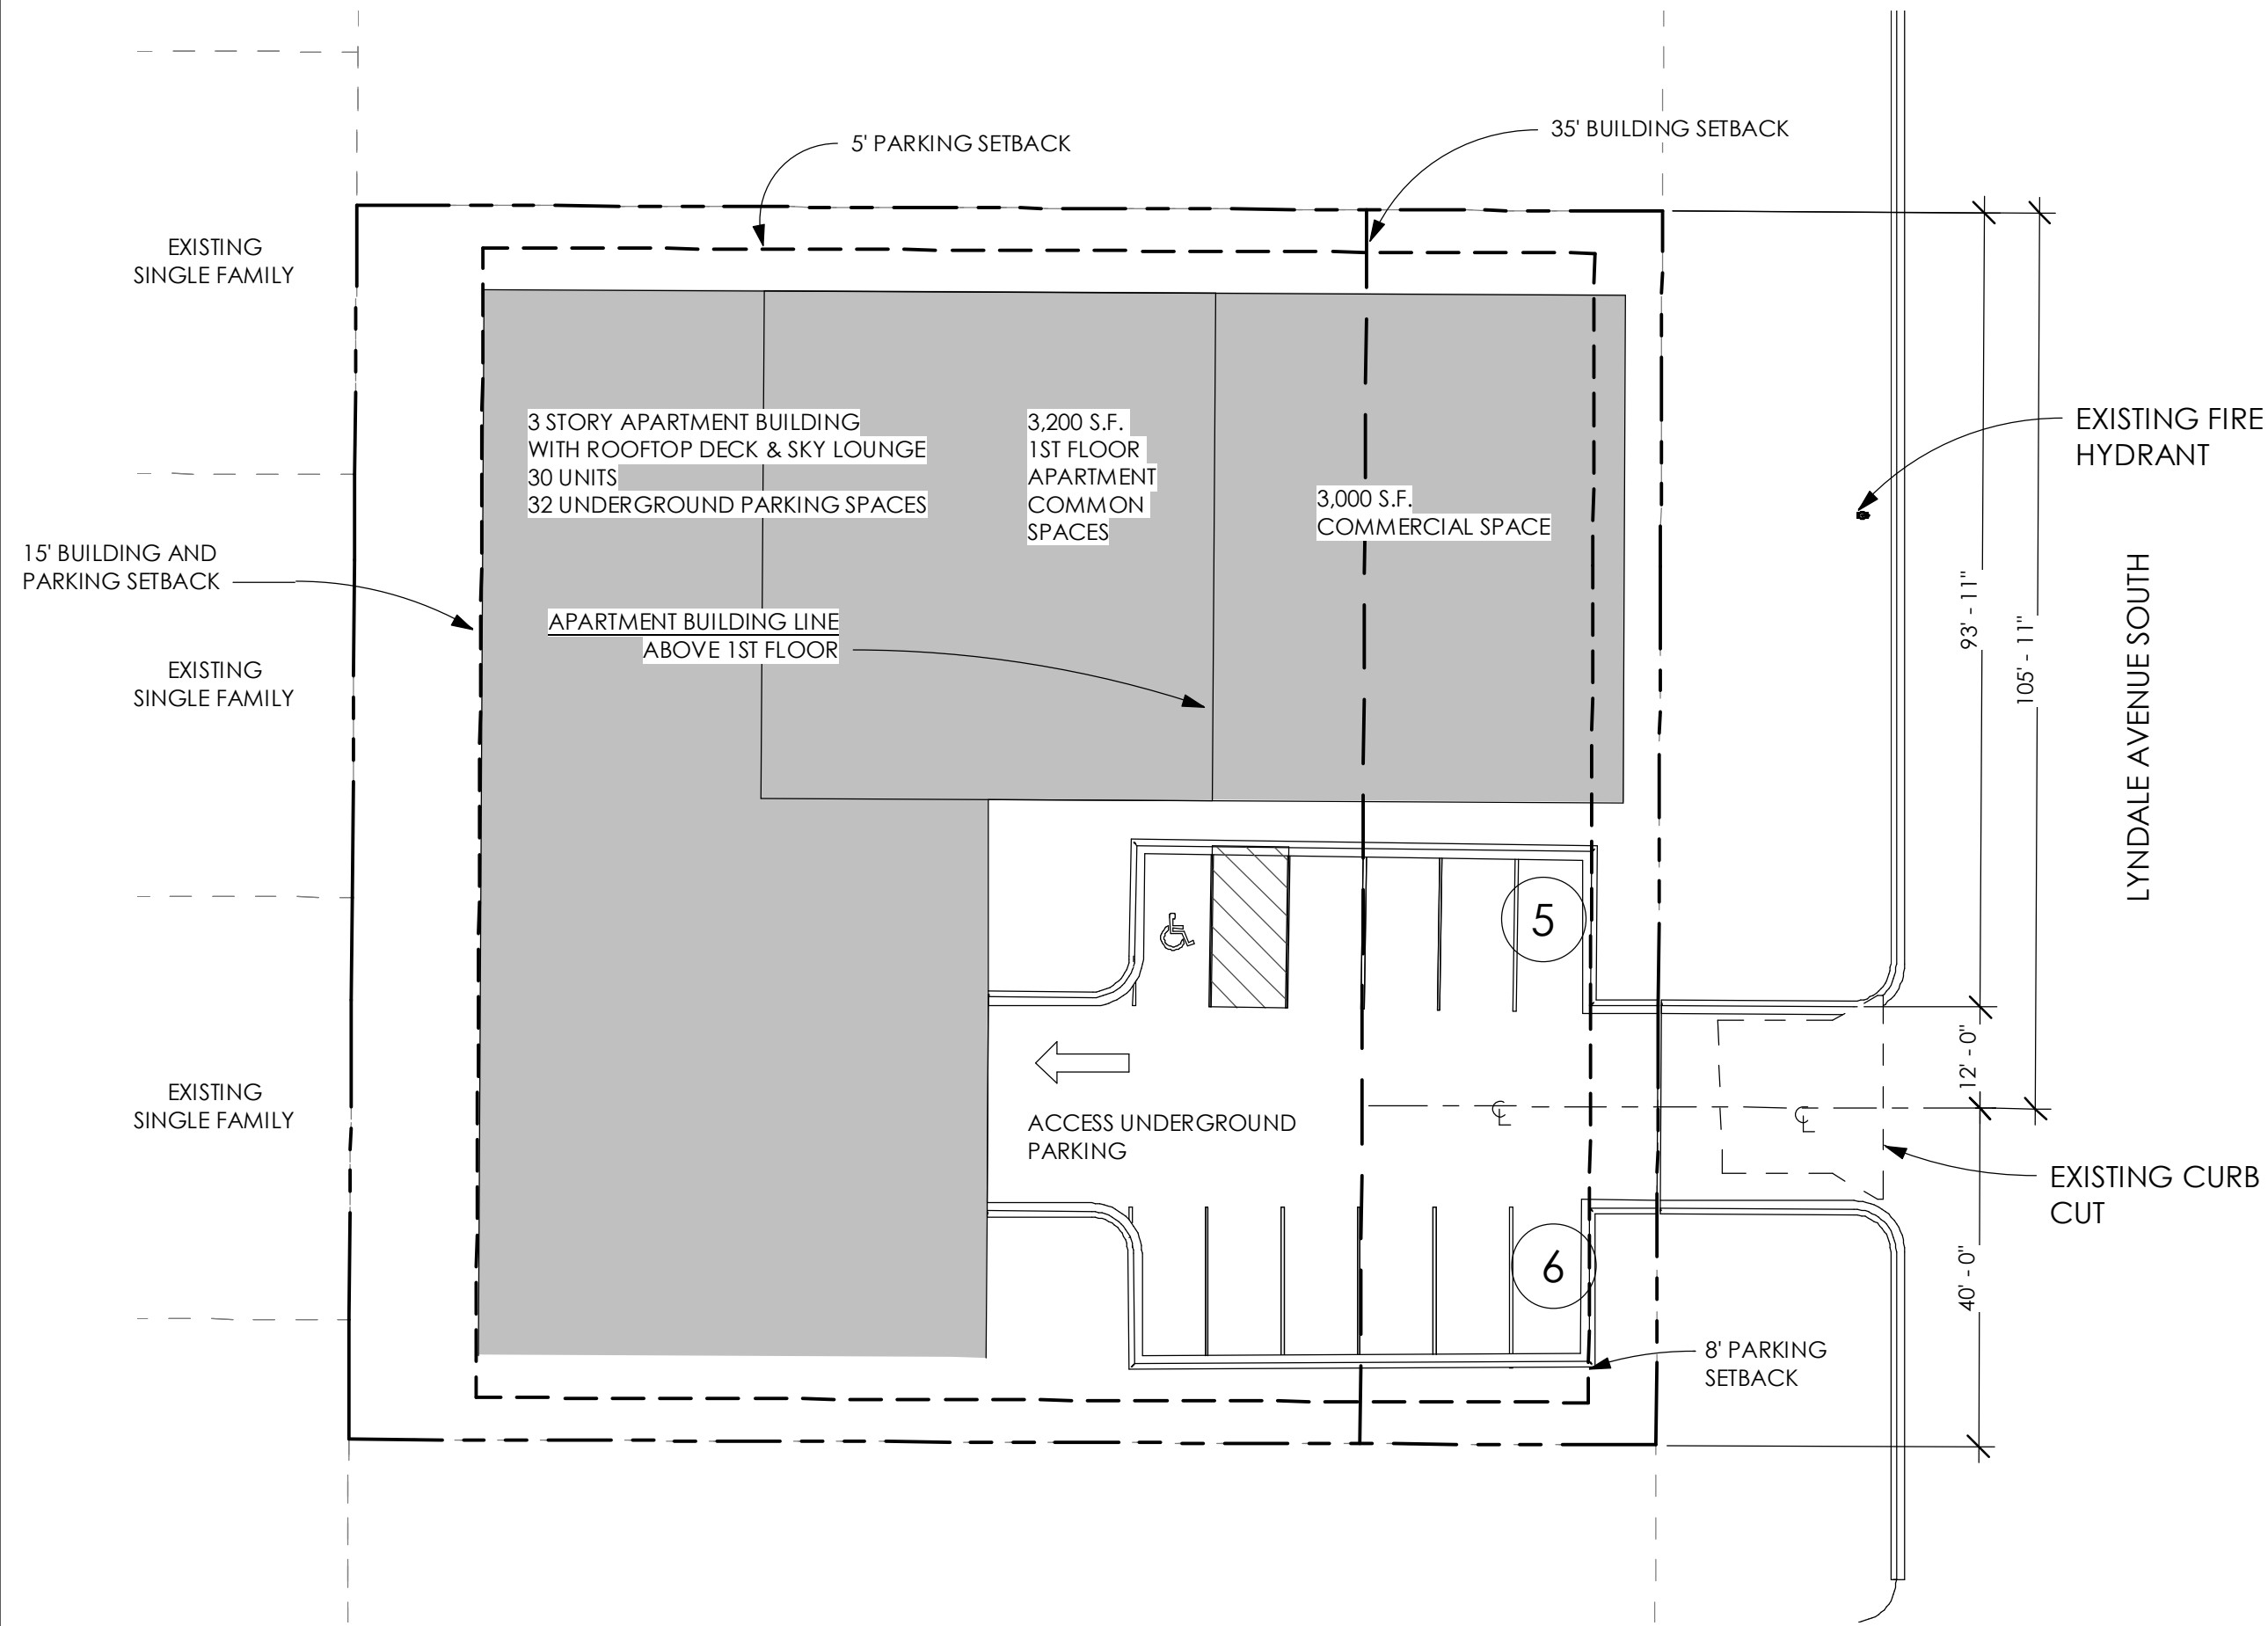 5' PARKING SETBACK
35' BUILDING SETBACK
EXISTING
SINGLE FAMILY
3 STORY APARTMENT BUILDING
WITH ROOFTOP DECK & SKY LOUNGE
30 UNITS
32 UNDERGROUND PARKING SPACES
3,200 S.F.
1ST FLOOR
APARTMENT
COMMON
SPACES
3,000 S.F.
COMMERCIAL SPACE
EXISTING FIRE
HYDRANT
15' BUILDING AND
PARKING SETBACK
APARTMENT BUILDING LINE
ABOVE 1ST FLOOR
EXISTING
SINGLE FAMILY
93' - 11"
105' - 11"
LYNDALE AVENUE SOUTH
5
12' - 0"
EXISTING
SINGLE FAMILY
ACCESS UNDERGROUND
PARKING
CL
CL
EXISTING CURB
CUT
6
40' - 0"
8' PARKING
SETBACK